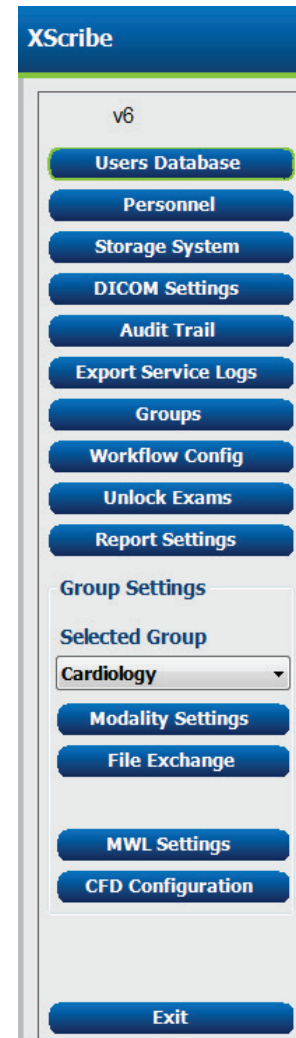 XScribe
v6
Users Database
Personnel
Storage System
DICOM Settings
Audit Trail
Export Service Logs
Groups
Workflow Config
Unlock Exams
Report Settings
Group Settings
Selected Group
Cardiology
Modality Settings
File Exchange
MWL Settings
CFD Configuration
Exit